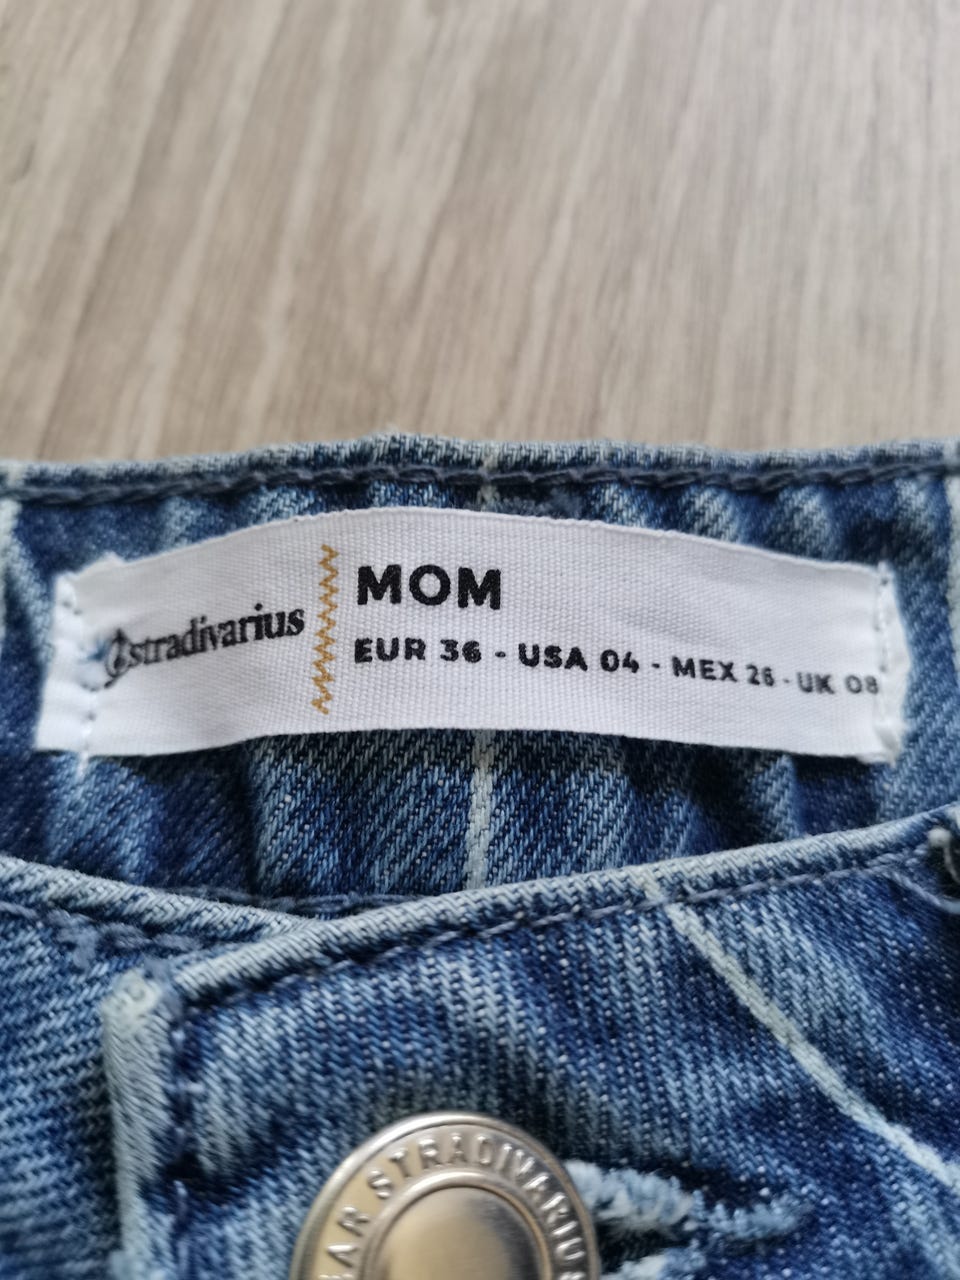 stradivarius
MOM
EUR 36 - USA 04 - MEX 26 - UK 08
STRADIVARIUS